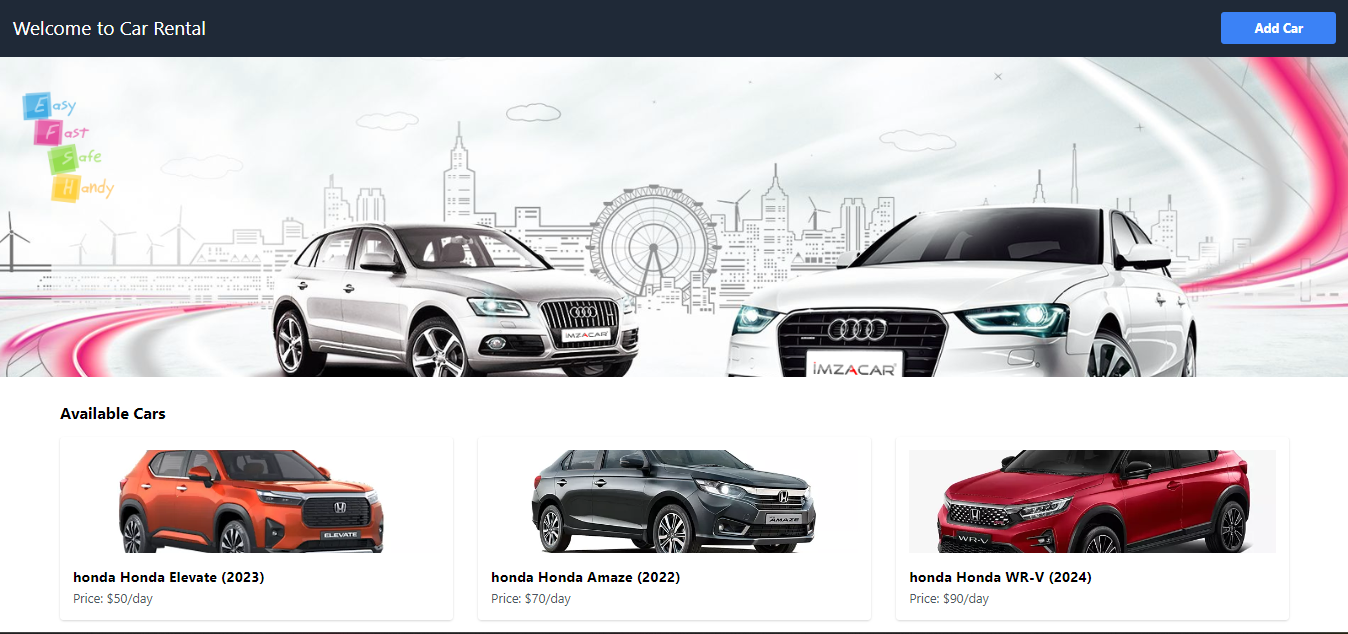 Welcome to Car Rental
Add Car
Easy
Fast
Safe
Handy
iMZACAR
iMZACAR
Available Cars
ELEVATE
AMAZE
WR-V
honda Honda Elevate (2023)
Price: $50/day
honda Honda Amaze (2022)
Price: $70/day
honda Honda WR-V (2024)
Price: $90/day